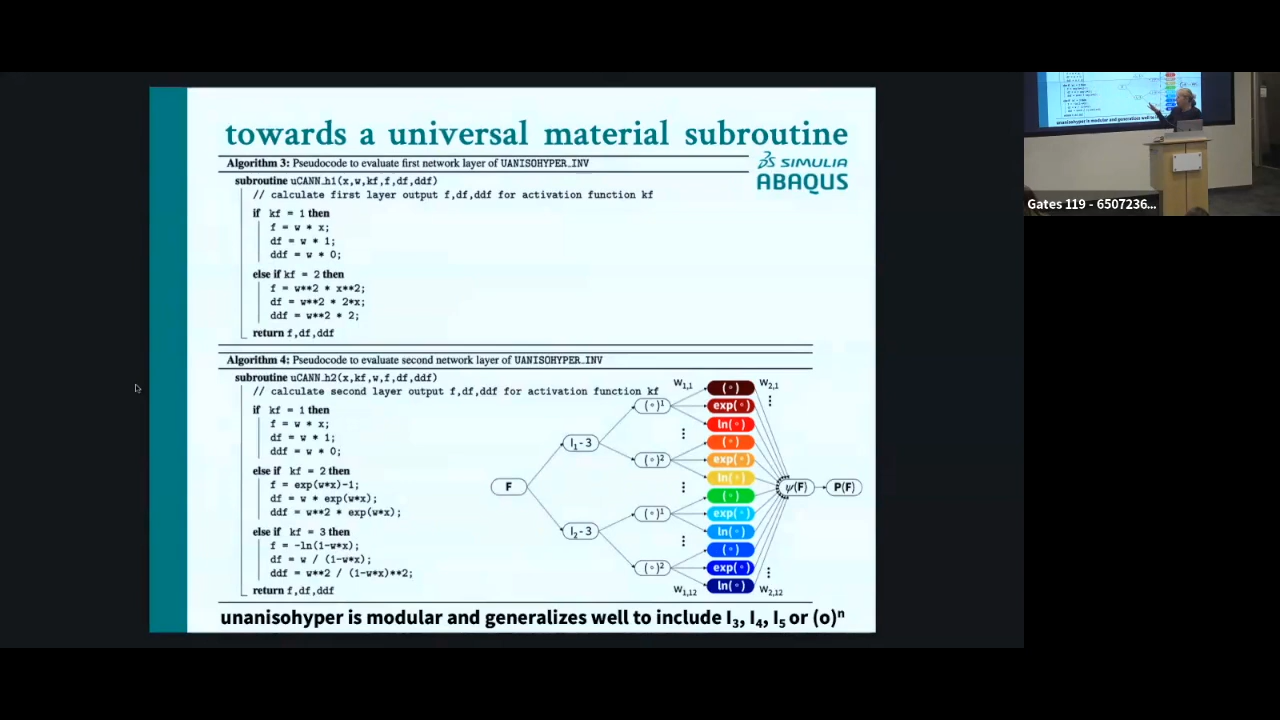 towards a universal material subroutine
Algorithm 3: Pseudocode to evaluate first network layer of UANISOHYPER_INV
SIMULIA
ABAQUS
subroutine uCANN_h1(x,w,kf,f,df,ddf)
// calculate first layer output f,df,ddf for activation function kf
if kf = 1 then
f = w * x;
df = w * 1;
ddf = w * 0;
else if kf = 2 then
f = w**2 * x**2;
df = w**2 * 2*x;
ddf = w**2 * 2;
return f,df,ddf
Algorithm 4: Pseudocode to evaluate second network layer of UANISOHYPER_INV
subroutine uCANN_h2(x,kf,w,f,df,ddf)
// calculate second layer output f,df,ddf for activation function kf
if kf = 1 then
f = w * x;
df = w * 1;
ddf = w * 0;
else if kf = 2 then
f = exp(w*x)-1;
df = w * exp(w*x);
ddf = w**2 * exp(w*x);
else if kf = 3 then
f = -ln(1-w*x);
df = w / (1-w*x);
ddf = w**2 / (1-w*x)**2;
return f,df,ddf
F
I₁ - 3
I₂ - 3
(∘)¹
(∘)²
(∘)¹
(∘)²
w₁,₁
w₁,₁₂
(∘)
exp(∘)
ln(∘)
(∘)
exp(∘)
ln(∘)
(∘)
exp(∘)
ln(∘)
(∘)
exp(∘)
ln(∘)
w₂,₁
w₂,₁₂
ψ(F)
P(F)
unanisohyper is modular and generalizes well to include I₃, I₄, I₅ or (o)ⁿ
Gates 119 - 6507236...